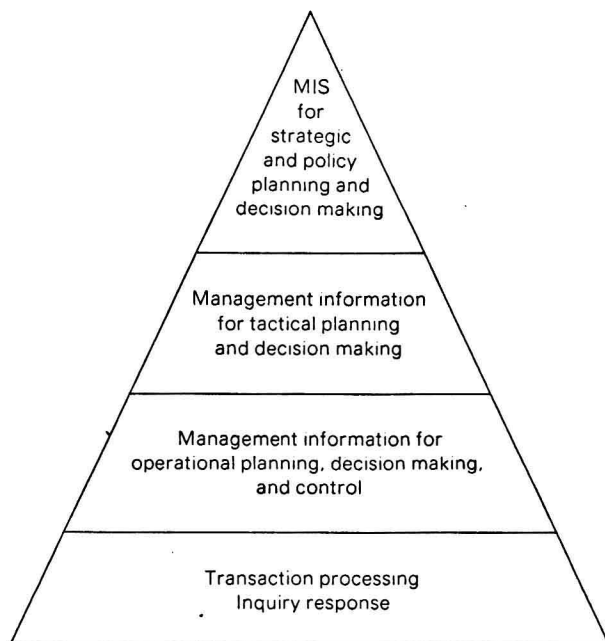 MIS
for
strategic
and policy
planning and
decision making
Management information
for tactical planning
and decision making
Management information for
operational planning, decision making,
and control
Transaction processing
Inquiry response